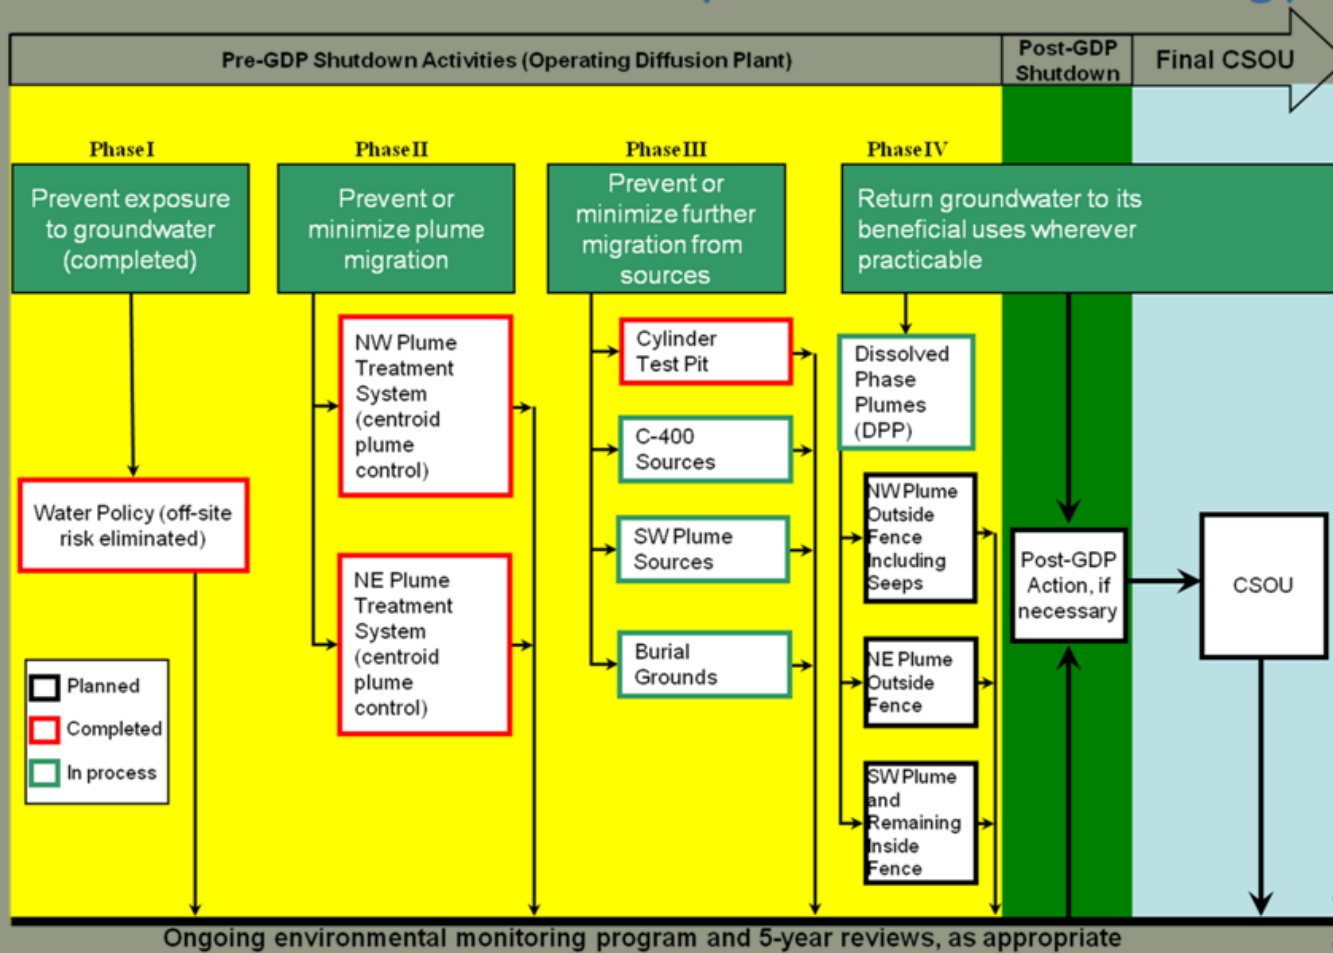 Pre-GDP Shutdown Activities (Operating Diffusion Plant)
Post-GDP
Shutdown
Final CSOU
Phase I
Prevent exposure
to groundwater
(completed)
Water Policy (off-site
risk eliminated)
Phase II
Prevent or
minimize plume
migration
NW Plume
Treatment
System
(centroid
plume
control)
NE Plume
Treatment
System
(centroid
plume
control)
Phase III
Prevent or
minimize further
migration from
sources
Cylinder
Test Pit
C-400
Sources
SW Plume
Sources
Burial
Grounds
Phase IV
Return groundwater to its
beneficial uses wherever
practicable
Dissolved
Phase
Plumes
(DPP)
NW Plume
Outside
Fence
Including
Seeps
NE Plume
Outside
Fence
SW Plume
and
Remaining
Inside
Fence
Post-GDP
Action, if
necessary
CSOU
Planned
Completed
In process
Ongoing environmental monitoring program and 5-year reviews, as appropriate